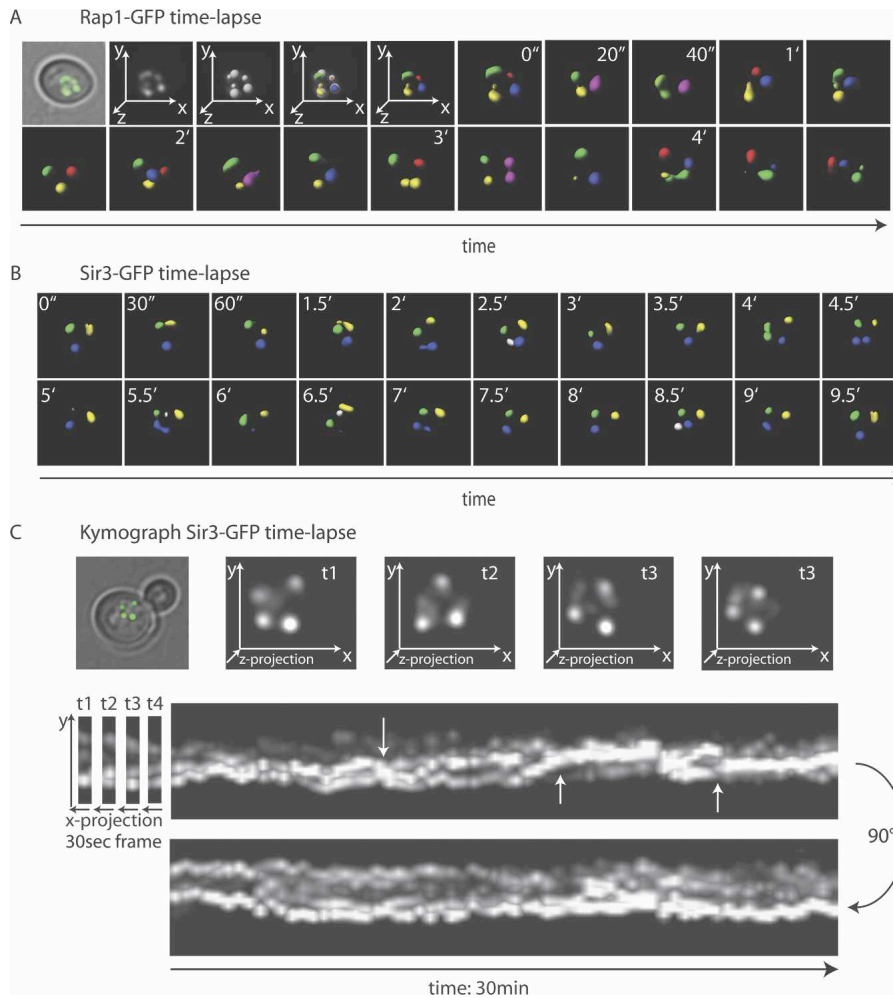 A Rap1-GFP time-lapse
y y y y 0" 20" 40" 1'
x x x x
z z z z
2' 3' 4'
time
B Sir3-GFP time-lapse
0" 30" 60" 1.5' 2' 2.5' 3' 3.5' 4' 4.5'
5' 5.5' 6' 6.5' 7' 7.5' 8' 8.5' 9' 9.5'
time
C Kymograph Sir3-GFP time-lapse
y t1 y t2 y t3 y t3
z-projection x z-projection x z-projection x z-projection x
t1 t2 t3 t4
y
x-projection
30sec frame
90°
time: 30min